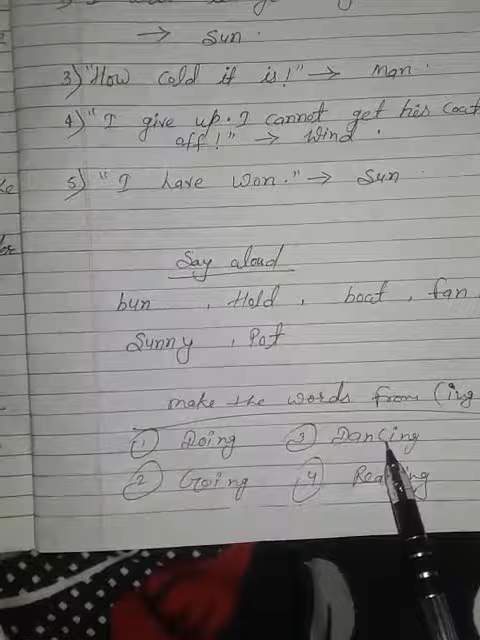 → Sun.
3) "How cold it is!" → man.
4) "I give up. I cannot get his coat
off!" → Wind.
5) "I have won." → Sun
Say aloud
bun , Hold , boat , fan
Sunny , Pot
make the words from (ing
① Doing ③ Dancing
② Going ④ Reading